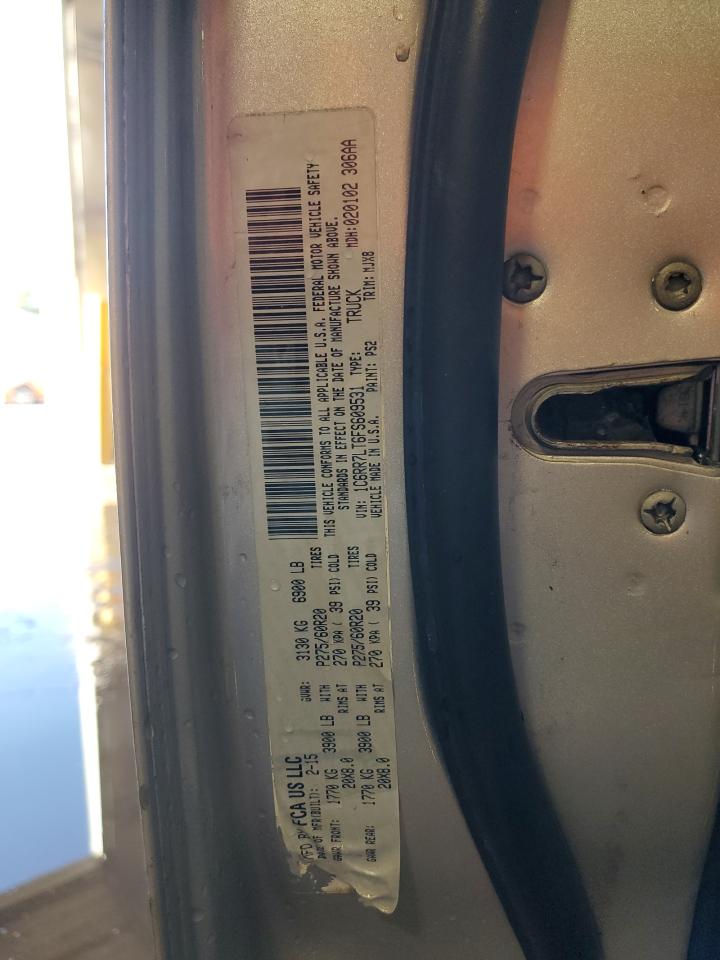 MFD BY FCA US LLC
DATE OF MFR(BUILT): 2-15 GVWR: 3130 KG 6900 LB
GAWR FRONT: 1770 KG 3900 LB WITH P275/60R20 TIRES
20X8.0 RIMS AT 270 KPA ( 39 PSI) COLD
GAWR REAR: 1770 KG 3900 LB WITH P275/60R20 TIRES
20X8.0 RIMS AT 270 KPA ( 39 PSI) COLD
THIS VEHICLE CONFORMS TO ALL APPLICABLE U.S.A. FEDERAL MOTOR VEHICLE SAFETY
STANDARDS IN EFFECT ON THE DATE OF MANUFACTURE SHOWN ABOVE.
VIN: 1C6RR7LT6FS609531 TYPE: TRUCK MDH:020102 306AA
VEHICLE MADE IN U.S.A. PAINT: PS2 TRIM: MJX8